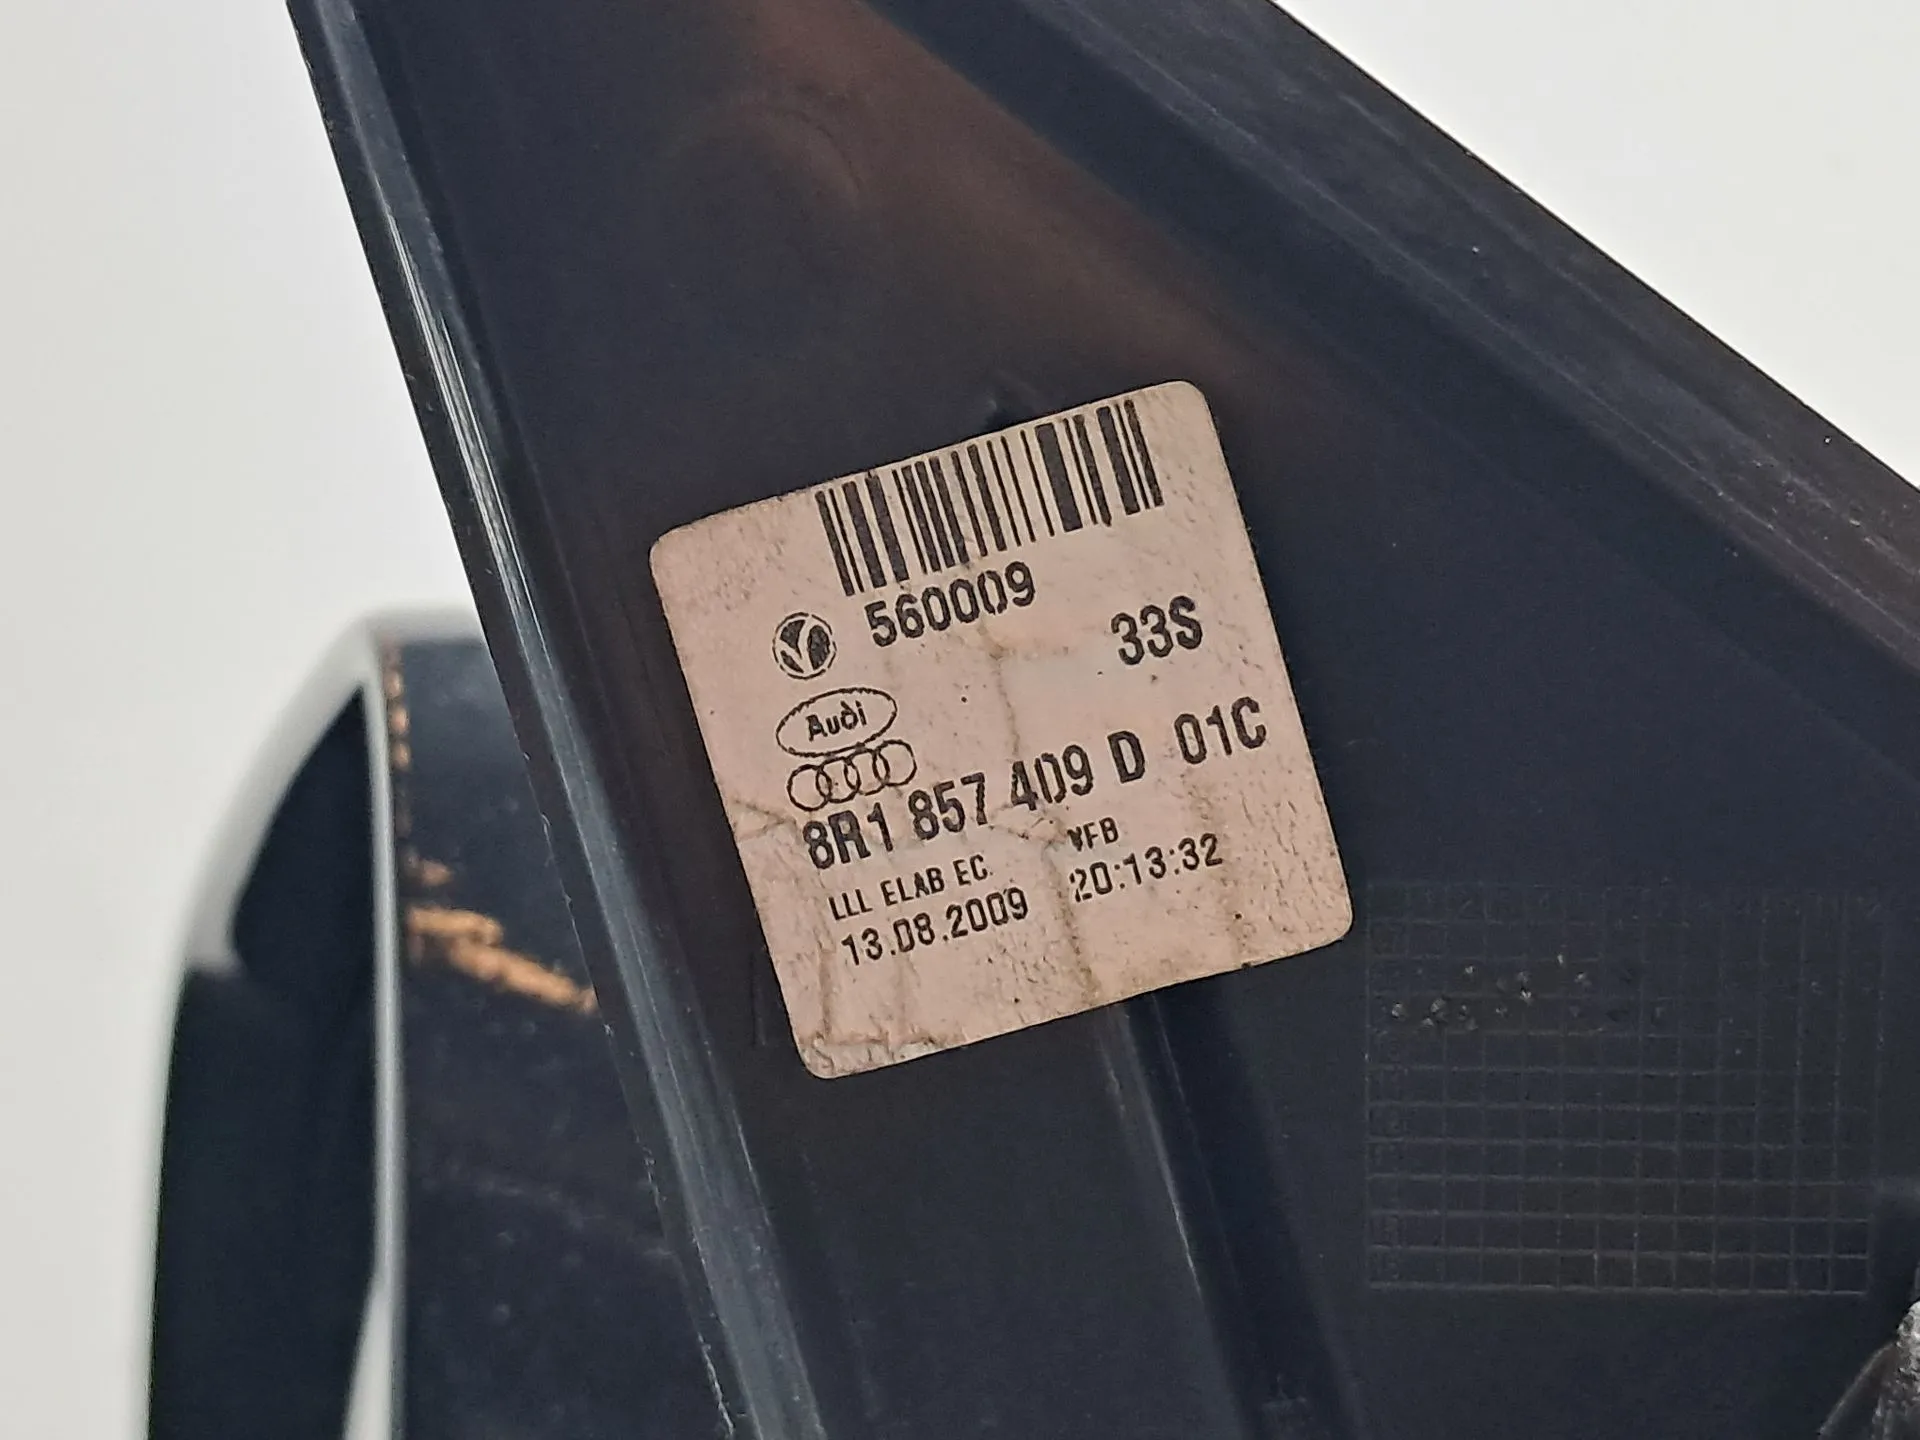 560009
33S
Audi
8R1 857 409 D 01C
LLL ELAB EC. VFB
13.08.2009 20:13:32